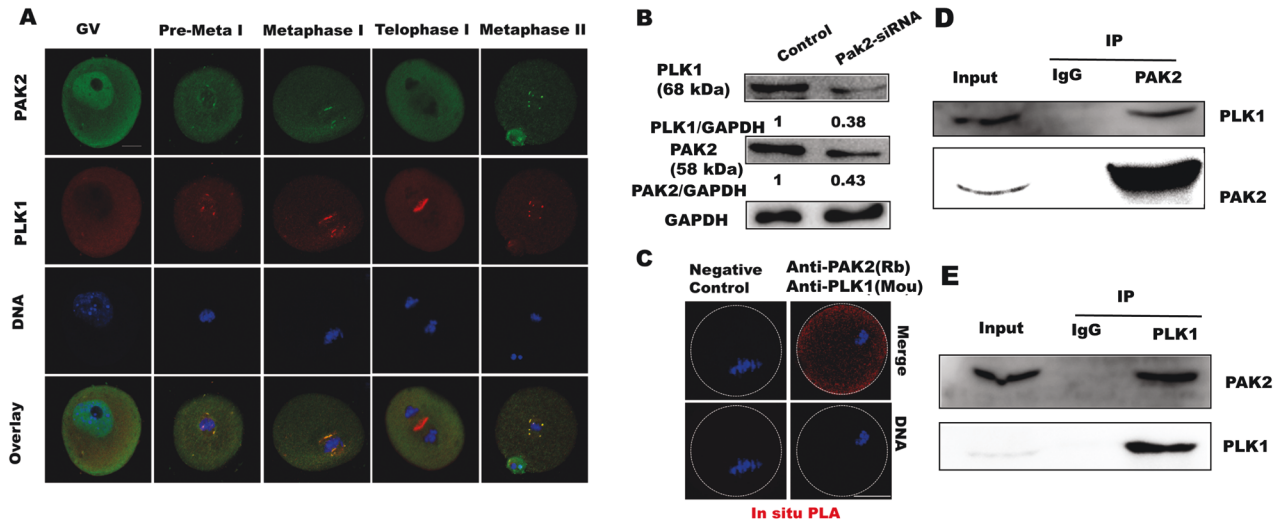 A
GV
Pre-Meta I
Metaphase I
Telophase I
Metaphase II
PAK2
PLK1
DNA
Overlay
B
Control
Pak2-siRNA
PLK1
(68 kDa)
PLK1/GAPDH 1 0.38
PAK2
(58 kDa)
PAK2/GAPDH 1 0.43
GAPDH
C
Negative
Control
Anti-PAK2(Rb)
Anti-PLK1(Mou)
Merge
DNA
In situ PLA
D
IP
Input
IgG
PAK2
PLK1
PAK2
E
IP
Input
IgG
PLK1
PAK2
PLK1